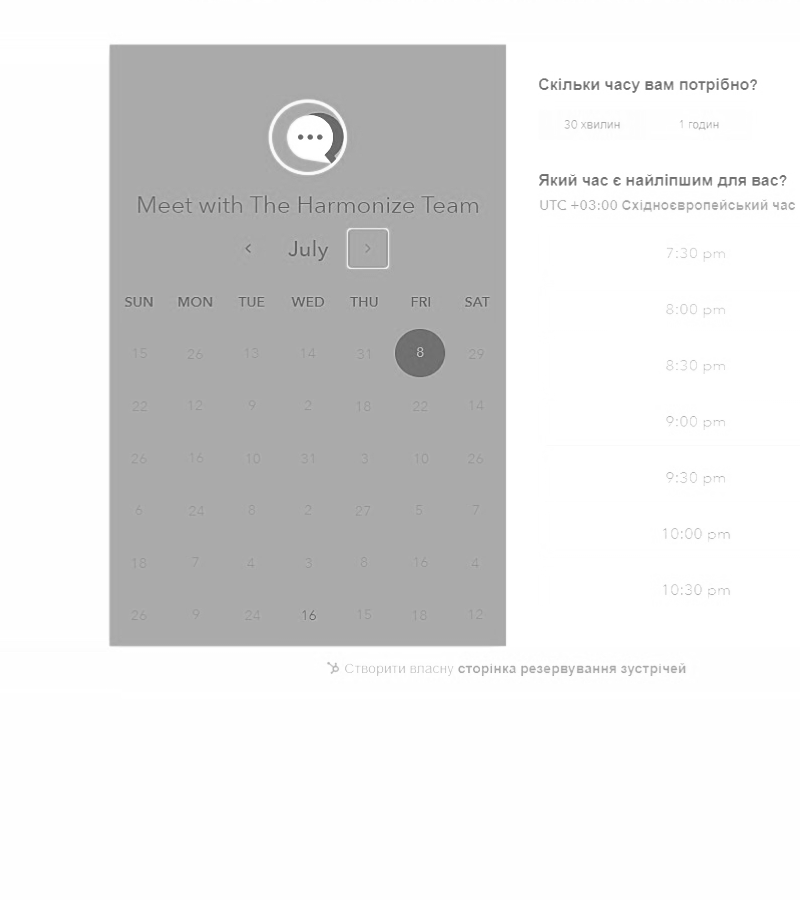 Meet with The Harmonize Team
July
SUN MON TUE WED THU FRI SAT
15 26 13 14 31 8 29
22 12 9 2 18 22 14
26 16 10 31 3 10 26
6 24 8 2 27 5 7
18 7 4 3 8 16 4
26 9 24 16 15 18 12
Скільки часу вам потрібно?
30 хвилин 1 годин
Який час є найліпшим для вас?
UTC +03:00 Східноєвропейський час
7:30 pm
8:00 pm
8:30 pm
9:00 pm
9:30 pm
10:00 pm
10:30 pm
Створити власну сторінка резервування зустрічей